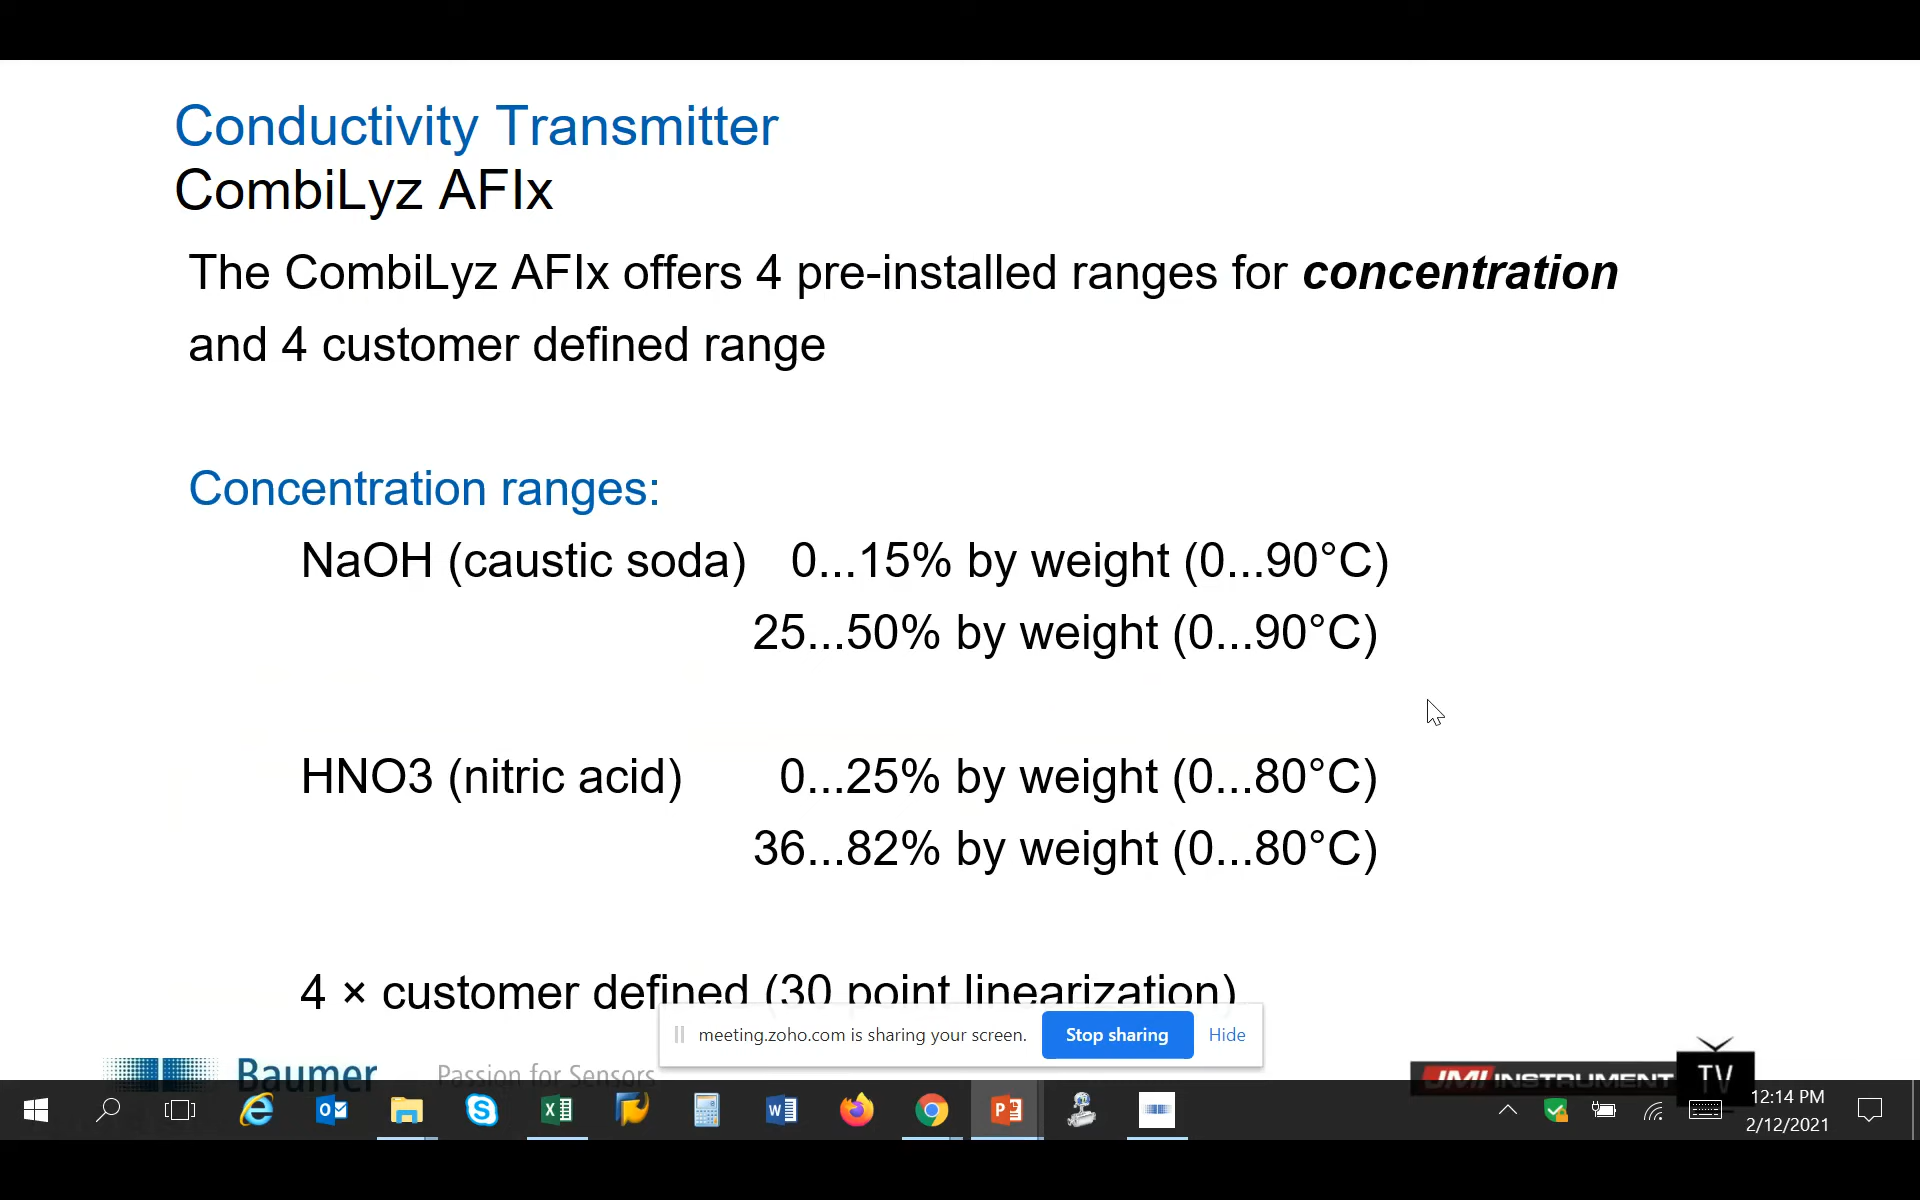 Conductivity Transmitter
CombiLyz AFIx
The CombiLyz AFIx offers 4 pre-installed ranges for concentration
and 4 customer defined range
Concentration ranges:
NaOH (caustic soda) 0...15% by weight (0...90°C)
25...50% by weight (0...90°C)
HNO3 (nitric acid) 0...25% by weight (0...80°C)
36...82% by weight (0...80°C)
4 × customer defined (30 point linearization)
meeting.zoho.com is sharing your screen. Stop sharing Hide
Baumer Passion for Sensors
JMI INSTRUMENT TV
12:14 PM
2/12/2021